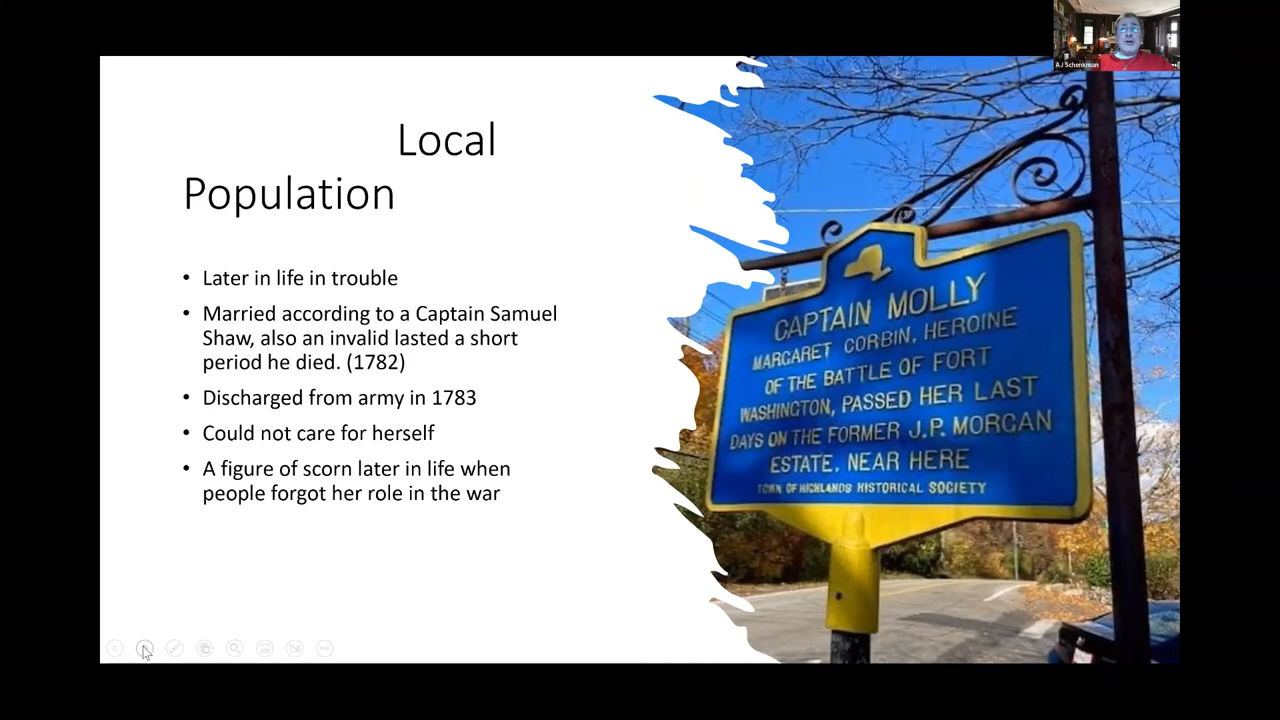 AJ Schenkman
Local
Population
• Later in life in trouble
• Married according to a Captain Samuel
Shaw, also an invalid lasted a short
period he died. (1782)
• Discharged from army in 1783
• Could not care for herself
• A figure of scorn later in life when
people forgot her role in the war
CAPTAIN MOLLY
MARGARET CORBIN, HEROINE
OF THE BATTLE OF FORT
WASHINGTON, PASSED HER LAST
DAYS ON THE FORMER J.P. MORGAN
ESTATE, NEAR HERE
TOWN OF HIGHLANDS HISTORICAL SOCIETY